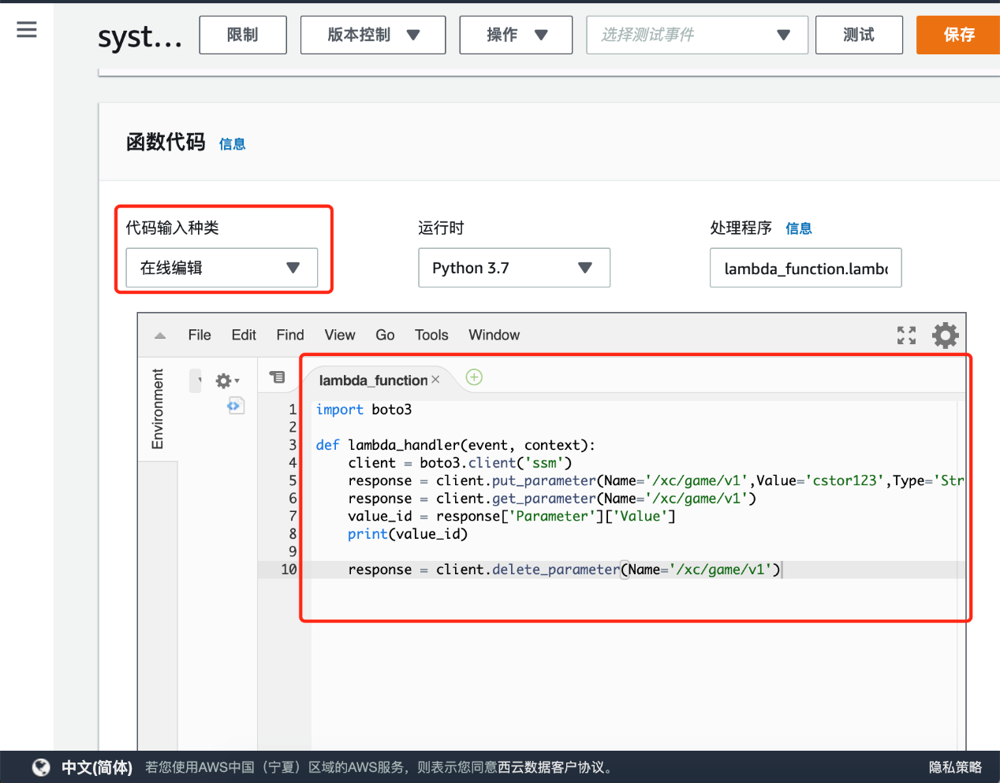 syst... 限制 版本控制 操作 选择测试事件 测试 保存
函数代码 信息
代码输入种类 运行时 处理程序 信息
在线编辑 Python 3.7 lambda_function.lamb
File Edit Find View Go Tools Window
Environment
lambda_function
1 import boto3
2
3 def lambda_handler(event, context):
4 client = boto3.client('ssm')
5 response = client.put_parameter(Name='/xc/game/v1',Value='cstor123',Type='Str
6 response = client.get_parameter(Name='/xc/game/v1')
7 value_id = response['Parameter']['Value']
8 print(value_id)
9
10 response = client.delete_parameter(Name='/xc/game/v1')
中文(简体) 若您使用AWS中国（宁夏）区域的AWS服务，则表示您同意西云数据客户协议。 隐私策略